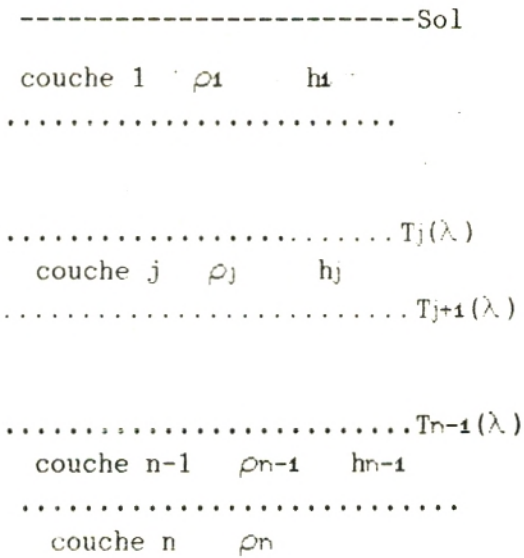 --------------------------Sol
couche 1 ρ1 h1
..........................
..........................Tj(λ)
couche j ρj hj
..........................Tj+1(λ)
..........................Tn-1(λ)
couche n-1 ρn-1 hn-1
............................
couche n ρn